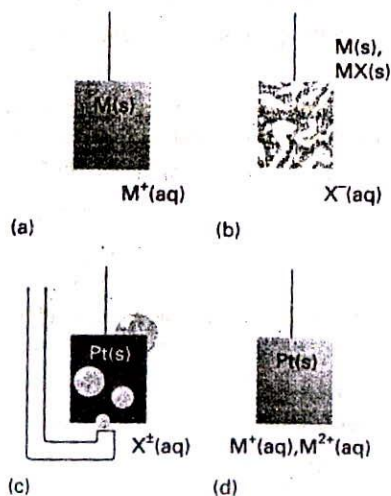 M(s)
M⁺(aq)
(a)
M(s),
MX(s)
X⁻(aq)
(b)
Pt(s)
X±(aq)
(c)
Pt(s)
M⁺(aq),M²⁺(aq)
(d)